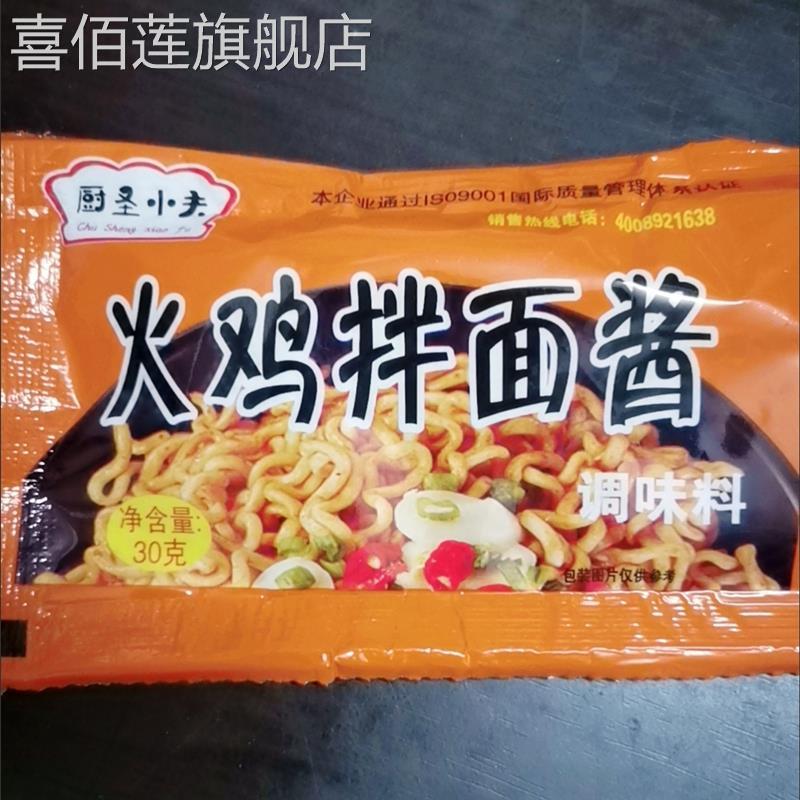 喜佰莲旗舰店
厨圣小夫
Chu Sheng xiao fu
本企业通过ISO9001国际质量管理体系认证
销售热线电话：4008921638
火鸡拌面酱
调味料
净含量:
30克
包装图片仅供参考